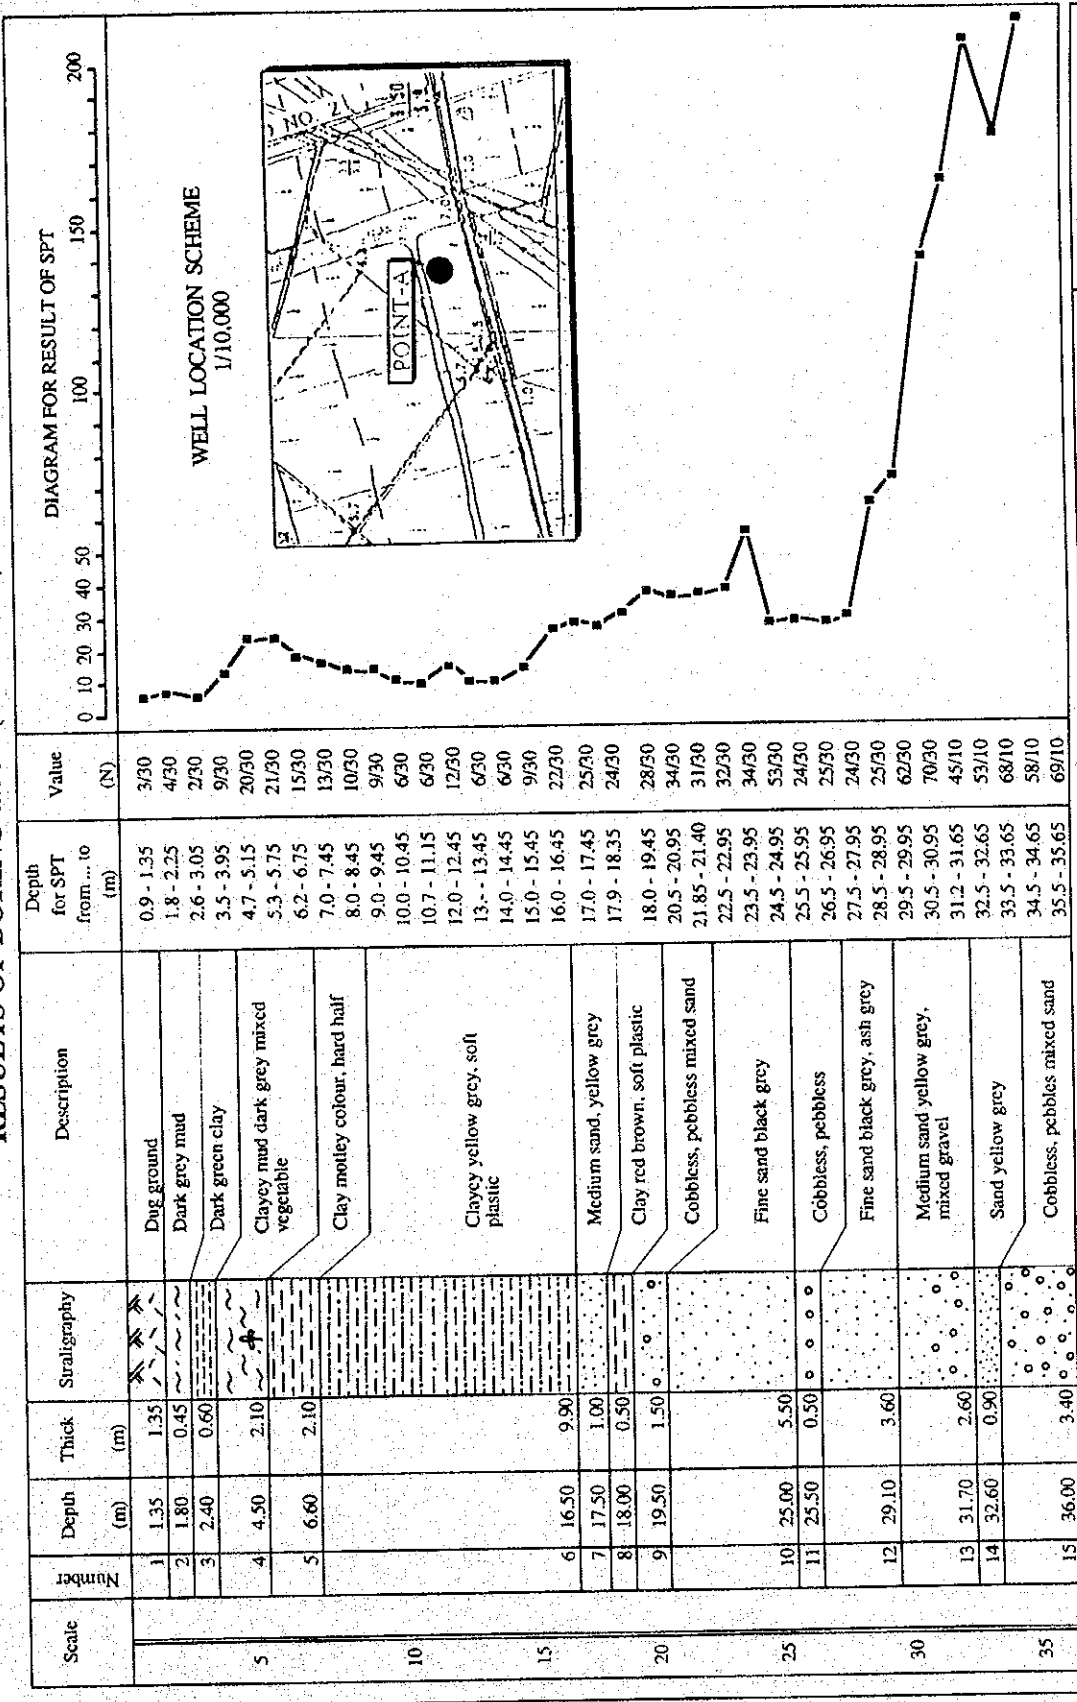 Scale
Number
Depth
(m)
Thick
(m)
Straligraphy
Description
Depth
for SPT
from ... to
(m)
Value
(N)
DIAGRAM FOR RESULT OF SPT
0 10 20 30 40 50 100 150 200
WELL LOCATION SCHEME
1/10,000
POINT-A
NO. 2
5
10
15
20
25
30
35
1 1.35 1.35 Dug ground
2 1.80 0.45 Dark grey mud
3 2.40 0.60 Dark green clay
4 4.50 2.10 Clayey mud dark grey mixed
vegetable
5 6.60 2.10 Clay motley colour, hard half
6 16.50 9.90 Clayey yellow grey, soft
plastic
7 17.50 1.00 Medium sand, yellow grey
8 18.00 0.50 Clay red brown, soft plastic
9 19.50 1.50 Cobbless, pebbless mixed sand
10 25.00 5.50 Fine sand black grey
11 25.50 0.50 Cobbless, pebbless
12 29.10 3.60 Fine sand black grey, ash grey
13 31.70 2.60 Medium sand yellow grey,
mixed gravel
14 32.60 0.90 Sand yellow grey
15 36.00 3.40 Cobbless, pebbles mixed sand
0.9 - 1.35 3/30
1.8 - 2.25 4/30
2.6 - 3.05 2/30
3.5 - 3.95 9/30
4.7 - 5.15 20/30
5.3 - 5.75 21/30
6.2 - 6.75 15/30
7.0 - 7.45 13/30
8.0 - 8.45 10/30
9.0 - 9.45 9/30
10.0 - 10.45 6/30
10.7 - 11.15 6/30
12.0 - 12.45 12/30
13.- 13.45 6/30
14.0 - 14.45 6/30
15.0 - 15.45 9/30
16.0 - 16.45 22/30
17.0 - 17.45 25/30
17.9 - 18.35 24/30
18.0 - 19.45 28/30
20.5 - 20.95 34/30
21.85 - 21.40 31/30
22.5 - 22.95 32/30
23.5 - 23.95 34/30
24.5 - 24.95 53/30
25.5 - 25.95 24/30
26.5 - 26.95 25/30
27.5 - 27.95 24/30
28.5 - 28.95 25/30
29.5 - 29.95 62/30
30.5 - 30.95 70/30
31.2 - 31.65 45/10
32.5 - 32.65 53/10
33.5 - 33.65 68/10
34.5 - 34.65 58/10
35.5 - 35.65 69/10